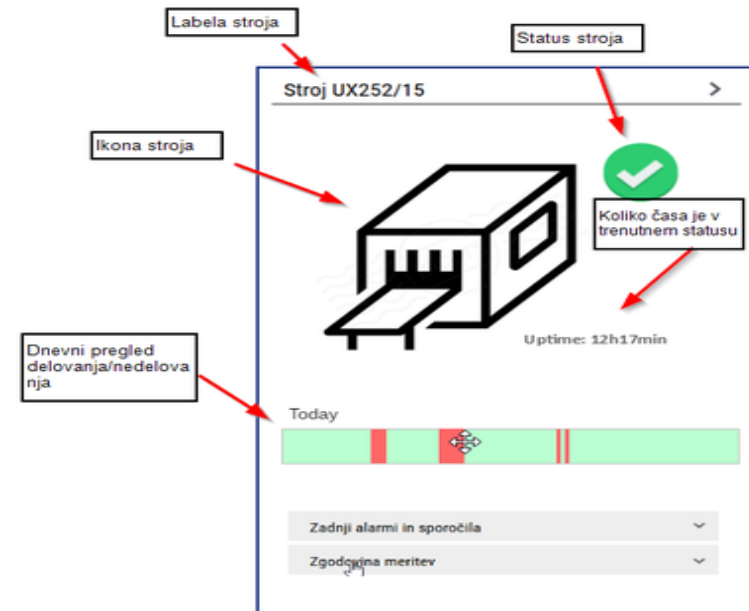 Labela stroja
Status stroja
Stroj UX252/15
Ikona stroja
Koliko časa je v
trenutnem statusu
Uptime: 12h17min
Dnevni pregled
delovanja/nedelova
nja
Today
Zadnji alarmi in sporočila
Zgodovina meritev